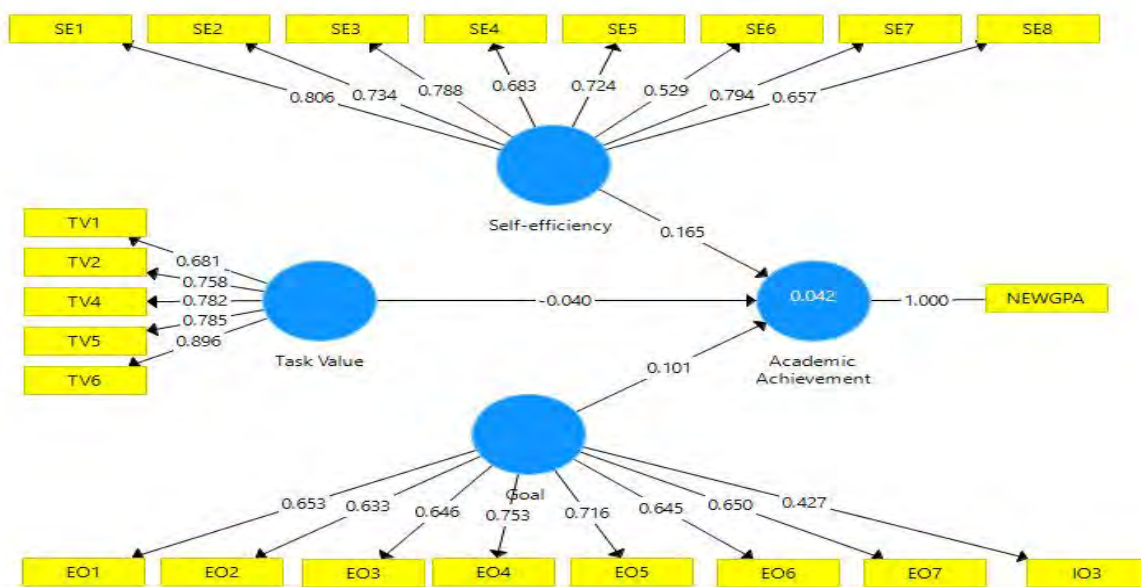 SE1 SE2 SE3 SE4 SE5 SE6 SE7 SE8
0.806 0.734 0.788 0.683 0.724 0.529 0.794 0.657
Self-efficiency
0.165
TV1
TV2
TV4
TV5
TV6
0.681
0.758
0.782
0.785
0.896
Task Value
-0.040
0.042
Academic
Achievement
1.000
NEWGPA
0.101
Goal
0.653 0.633 0.646 0.753 0.716 0.645 0.650 0.427
EO1 EO2 EO3 EO4 EO5 EO6 EO7 IO3